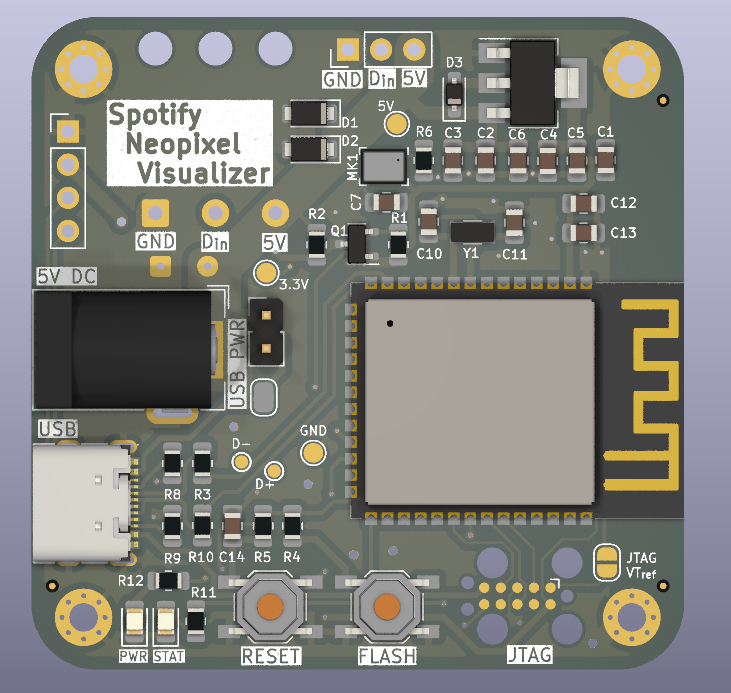 GND Din 5V
D3
Spotify
Neopixel
Visualizer
D1
D2
5V
MK1
R6 C3 C2 C6 C4 C5 C1
C7
C12
C13
R2 Q1 R1
C10 Y1 C11
GND Din 5V
3.3V
5V DC
USB PWR
USB
GND
D-
D+
R8 R3
R9 R10 C14 R5 R4
R12
R11
JTAG
VTref
PWR STAT
RESET
FLASH
JTAG